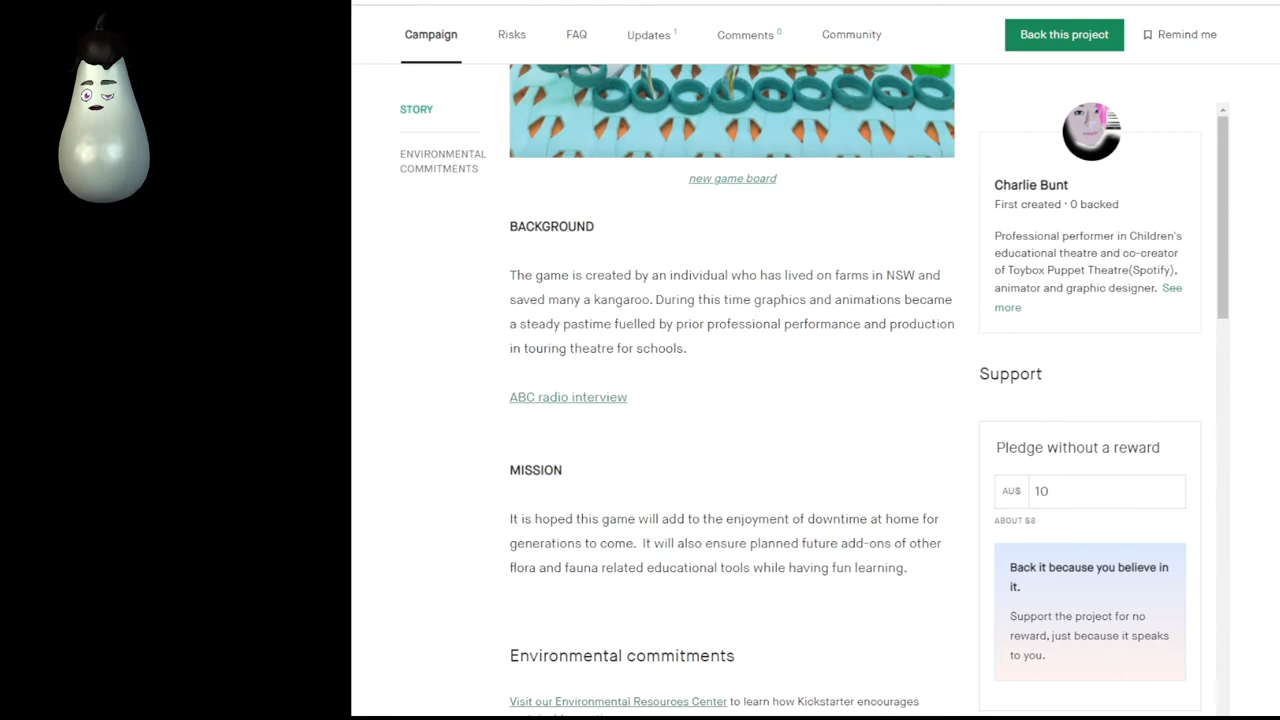 Campaign
Risks
FAQ
Updates 1
Comments 0
Community
Back this project
Remind me
STORY
ENVIRONMENTAL
COMMITMENTS
new game board
BACKGROUND
The game is created by an individual who has lived on farms in NSW and
saved many a kangaroo. During this time graphics and animations became
a steady pastime fuelled by prior professional performance and production
in touring theatre for schools.
ABC radio interview
MISSION
It is hoped this game will add to the enjoyment of downtime at home for
generations to come. It will also ensure planned future add-ons of other
flora and fauna related educational tools while having fun learning.
Environmental commitments
Visit our Environmental Resources Center to learn how Kickstarter encourages
Charlie Bunt
First created · 0 backed
Professional performer in Children's
educational theatre and co-creator
of Toybox Puppet Theatre(Spotify),
animator and graphic designer. See
more
Support
Pledge without a reward
AU$ 10
ABOUT $8
Back it because you believe in
it.
Support the project for no
reward, just because it speaks
to you.